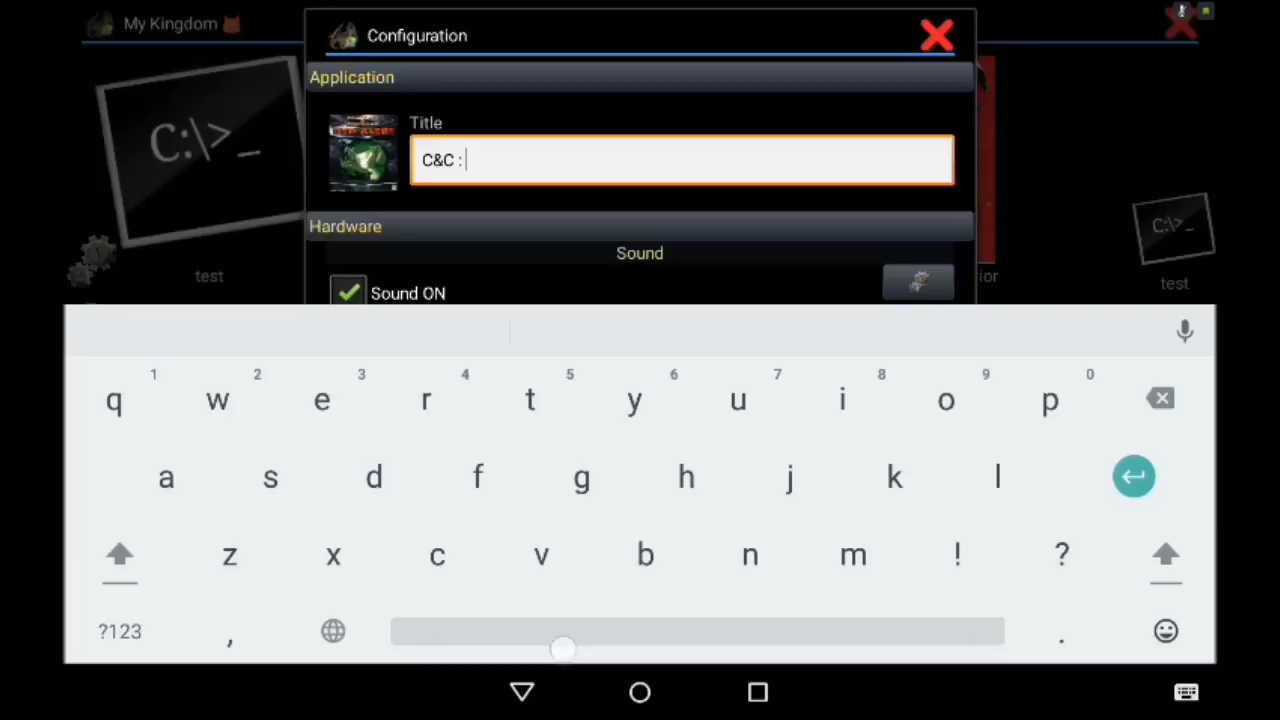 My Kingdom
Configuration
Application
Title
C&C :
Hardware
Sound
Sound ON
C:\>_
test
ior
C:\>_
test
1 2 3 4 5 6 7 8 9 0
q w e r t y u i o p
a s d f g h j k l
z x c v b n m ! ?
?123 , .